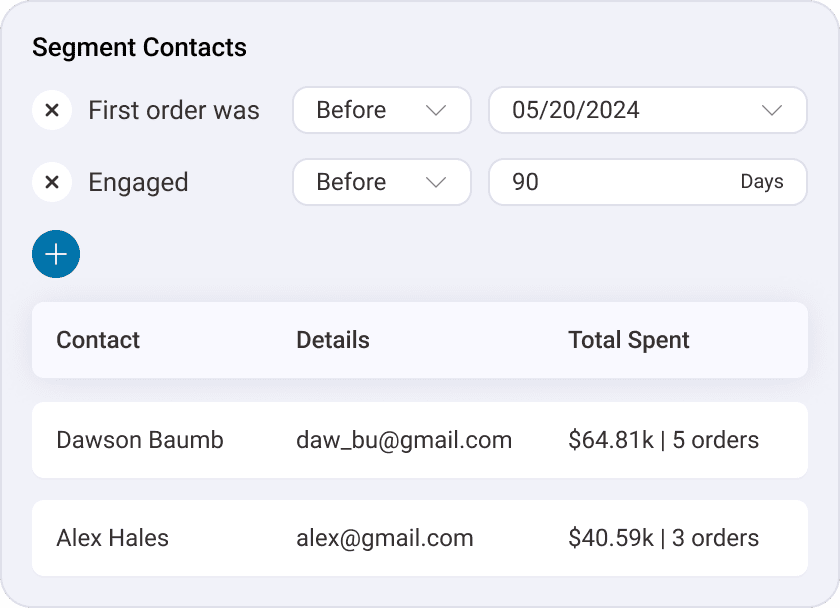 Segment Contacts
First order was Before 05/20/2024
Engaged Before 90 Days
Contact Details Total Spent
Dawson Baumb daw_bu@gmail.com $64.81k | 5 orders
Alex Hales alex@gmail.com $40.59k | 3 orders